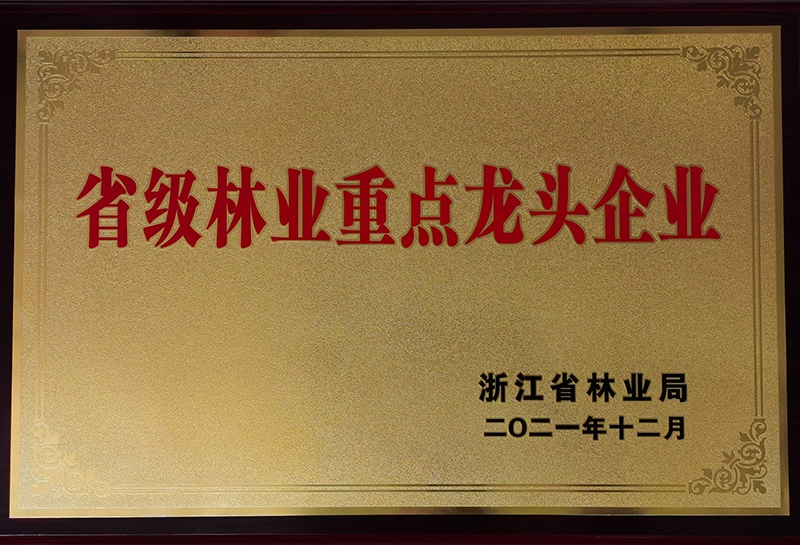 省级林业重点龙头企业
浙江省林业局
二〇二一年十二月